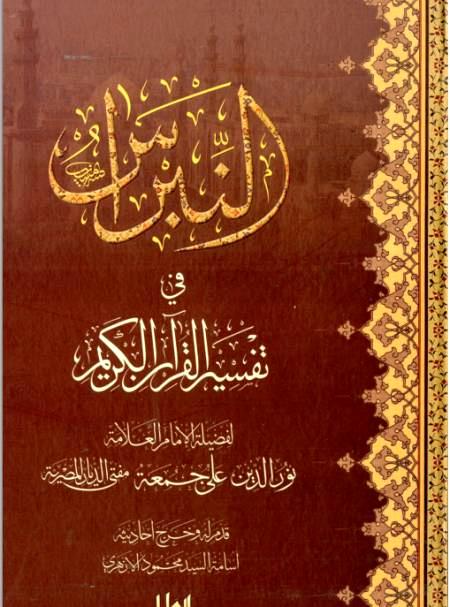 النبراس
في
تفسير القرآن الكريم
لفضيلة الإمام العلامة
نور الدين علي جمعة مفتي الديار المصرية
قدم له وخرج أحاديثه
أسامة السيد محمود الأزهري